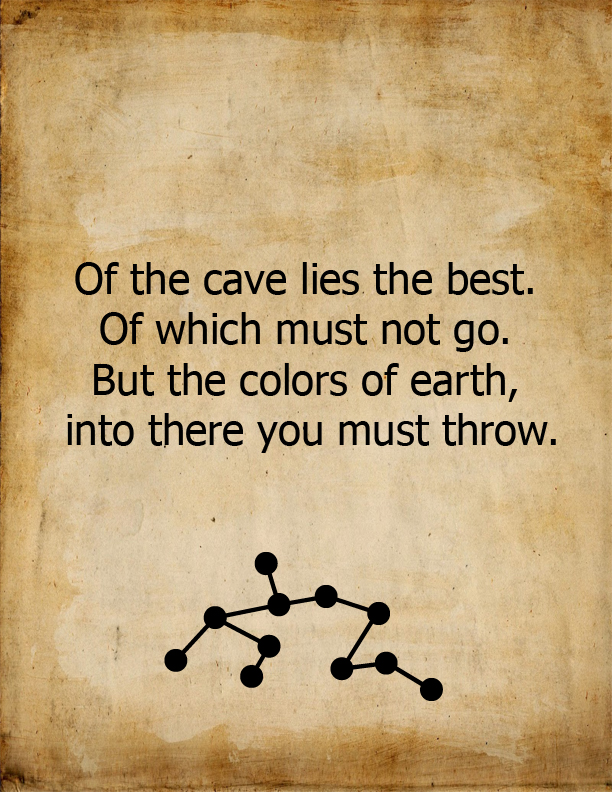 Of the cave lies the best.
Of which must not go.
But the colors of earth,
into there you must throw.